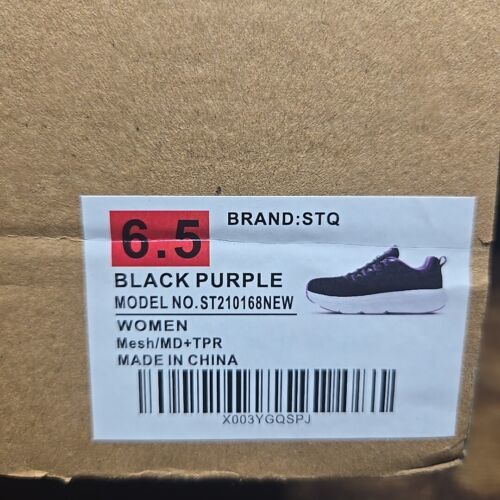 6.5 BRAND:STQ
BLACK PURPLE
MODEL NO.ST210168NEW
WOMEN
Mesh/MD+TPR
MADE IN CHINA
X003YGQSPJ